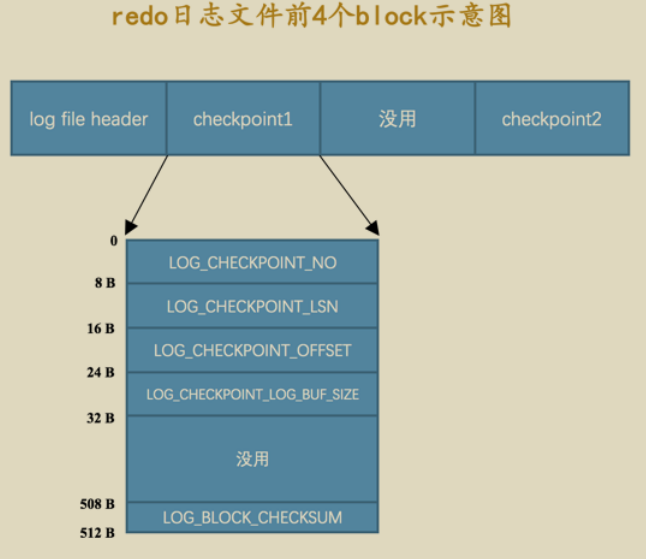 redo日志文件前4个block示意图
log file header
checkpoint1
没用
checkpoint2
0
LOG_CHECKPOINT_NO
8 B
LOG_CHECKPOINT_LSN
16 B
LOG_CHECKPOINT_OFFSET
24 B
LOG_CHECKPOINT_LOG_BUF_SIZE
32 B
没用
508 B
LOG_BLOCK_CHECKSUM
512 B